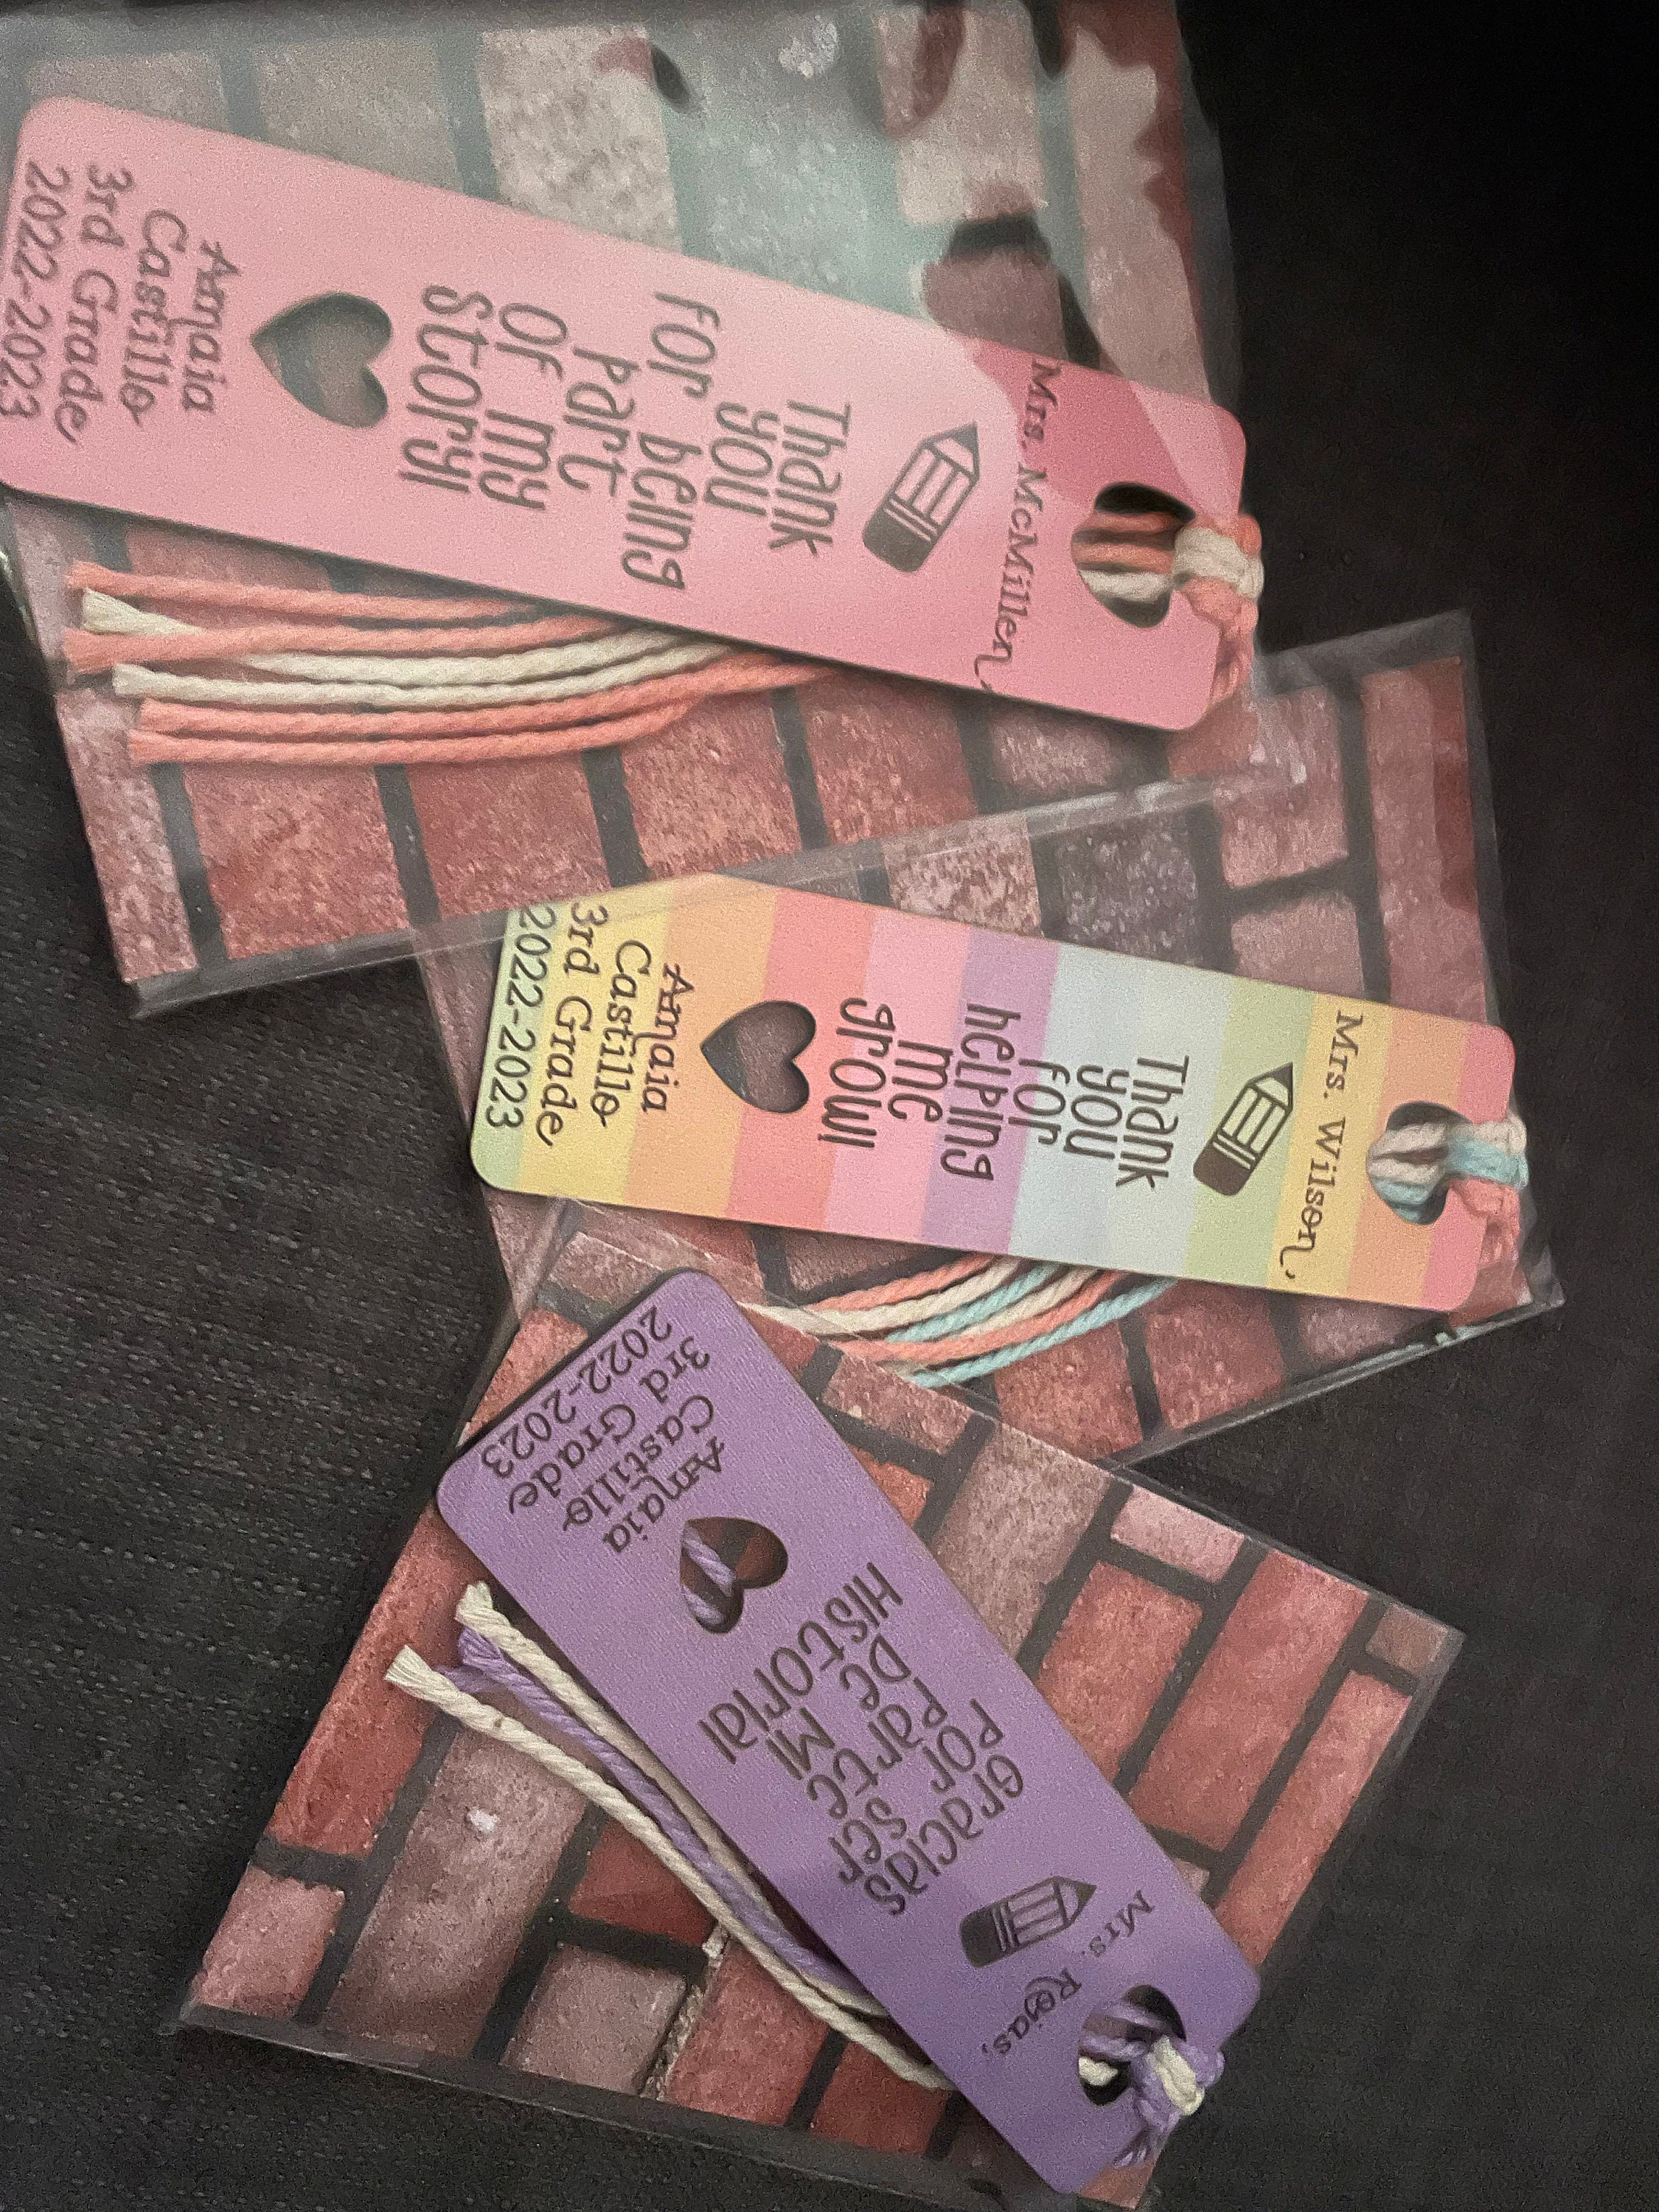 Mrs. McMillen,
Thank
you
for being
part
of my
story!
Amaia
Castillo
3rd Grade
2022-2023
Mrs. Wilson,
Thank
you
for
helping
me
grow!
Amaia
Castillo
3rd Grade
2022-2023
Mrs. Rojas,
Gracias
por ser
parte
de mi
historia!
Amaia
Castillo
3rd Grade
2022-2023